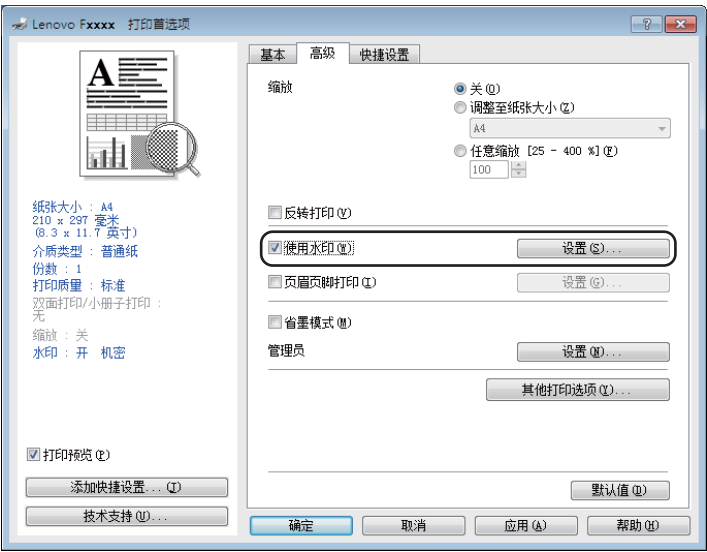 Lenovo Fxxxx 打印首选项
基本 高级 快捷设置
A
缩放
关(O)
调整至纸张大小(Z)
A4
任意缩放 [25 - 400 %](F)
100
反转打印(V)
使用水印(W)
设置(S)...
页眉页脚打印(I)
设置(G)...
省墨模式(M)
管理员
设置(N)...
其他打印选项(Y)...
默认值(D)
纸张大小 : A4
210 x 297 毫米
(8.3 x 11.7 英寸)
介质类型 : 普通纸
份数 : 1
打印质量 : 标准
双面打印/小册子打印 :
无
缩放 : 关
水印 : 开 机密
打印预览(P)
添加快捷设置...(J)
技术支持(U)...
确定 取消 应用(A) 帮助(H)